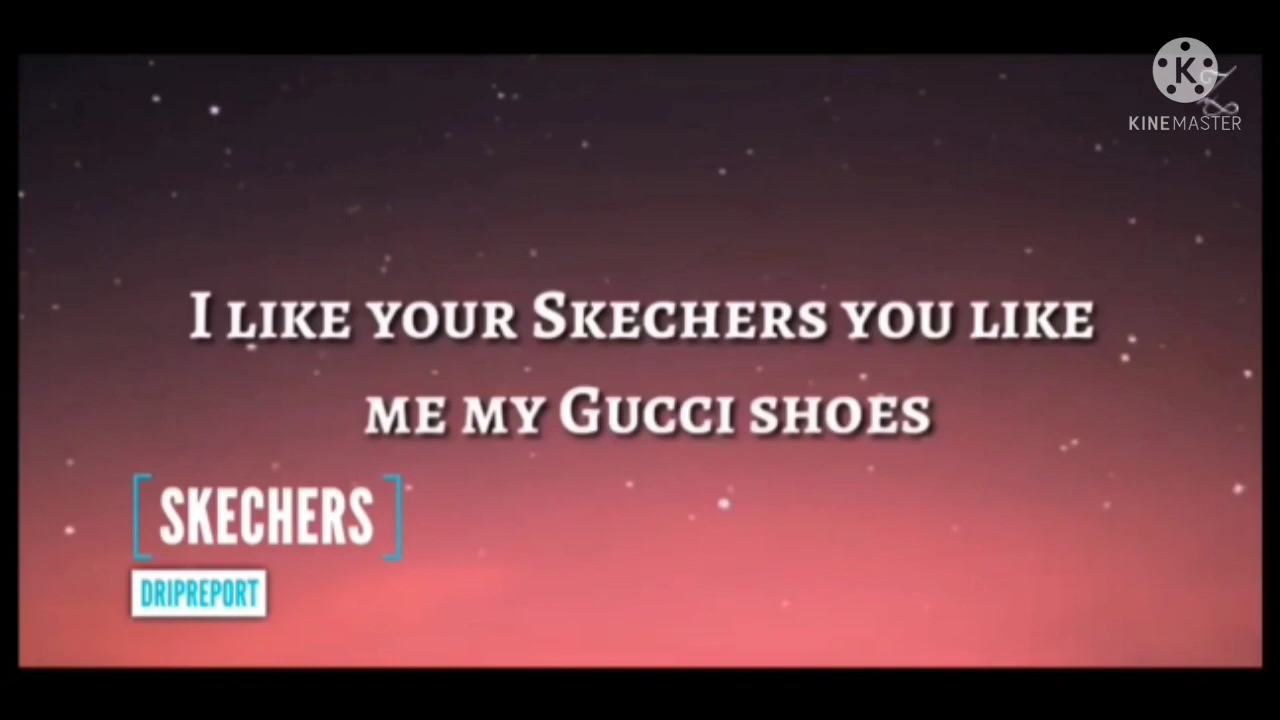 K
KINEMASTER
I LIKE YOUR SKECHERS YOU LIKE
ME MY GUCCI SHOES
[SKECHERS]
DRIPREPORT